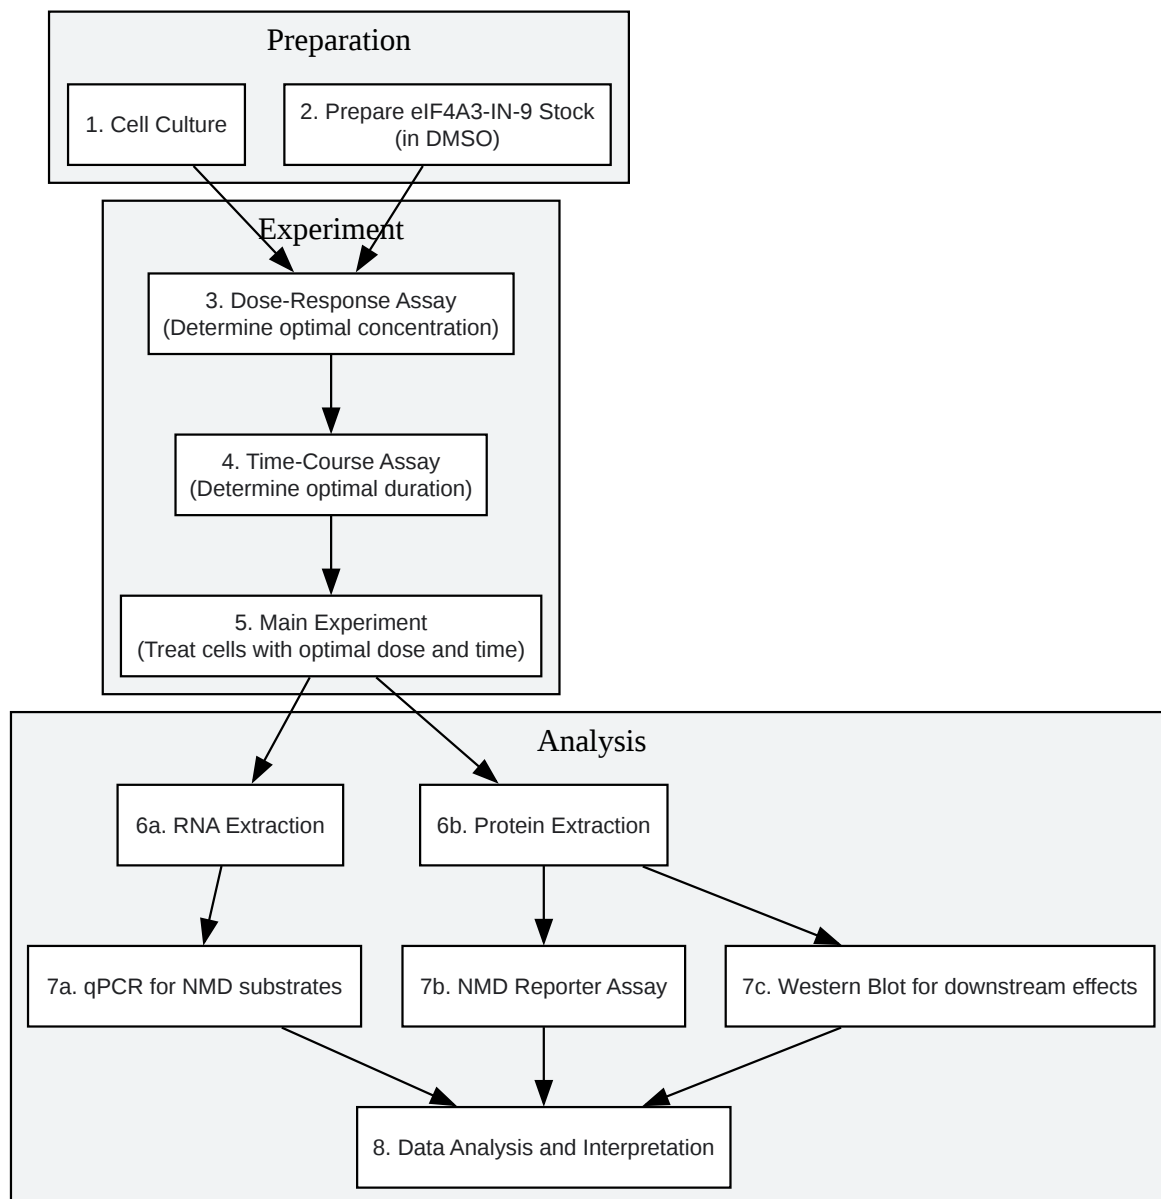 Preparation
1. Cell Culture
2. Prepare eIF4A3-IN-9 Stock
(in DMSO)
Experiment
3. Dose-Response Assay
(Determine optimal concentration)
4. Time-Course Assay
(Determine optimal duration)
5. Main Experiment
(Treat cells with optimal dose and time)
Analysis
6a. RNA Extraction
6b. Protein Extraction
7a. qPCR for NMD substrates
7b. NMD Reporter Assay
7c. Western Blot for downstream effects
8. Data Analysis and Interpretation